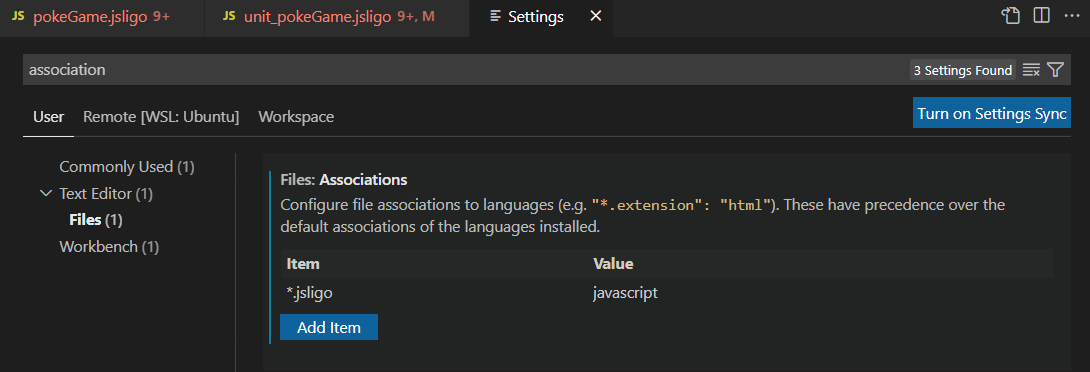 JS pokeGame.jsligo 9+ JS unit_pokeGame.jsligo 9+, M Settings
association 3 Settings Found
User Remote [WSL: Ubuntu] Workspace Turn on Settings Sync
Commonly Used (1)
Text Editor (1)
Files (1)
Workbench (1)
Files: Associations
Configure file associations to languages (e.g. "*.extension": "html"). These have precedence over the
default associations of the languages installed.
Item Value
*.jsligo javascript
Add Item